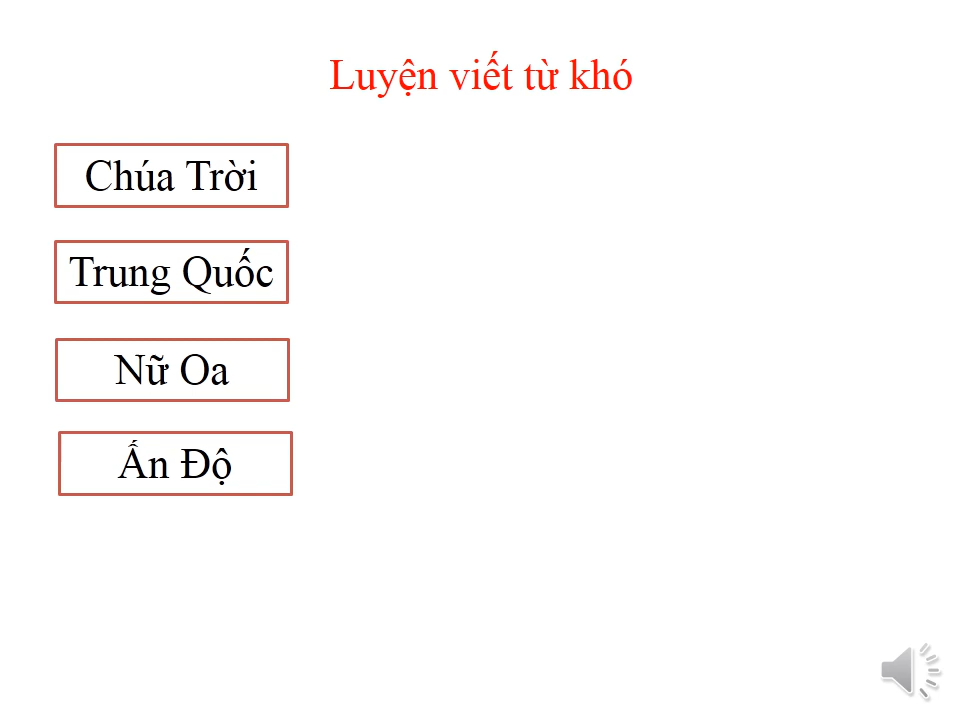 Luyện viết từ khó
Chúa Trời
Trung Quốc
Nữ Oa
Ấn Độ